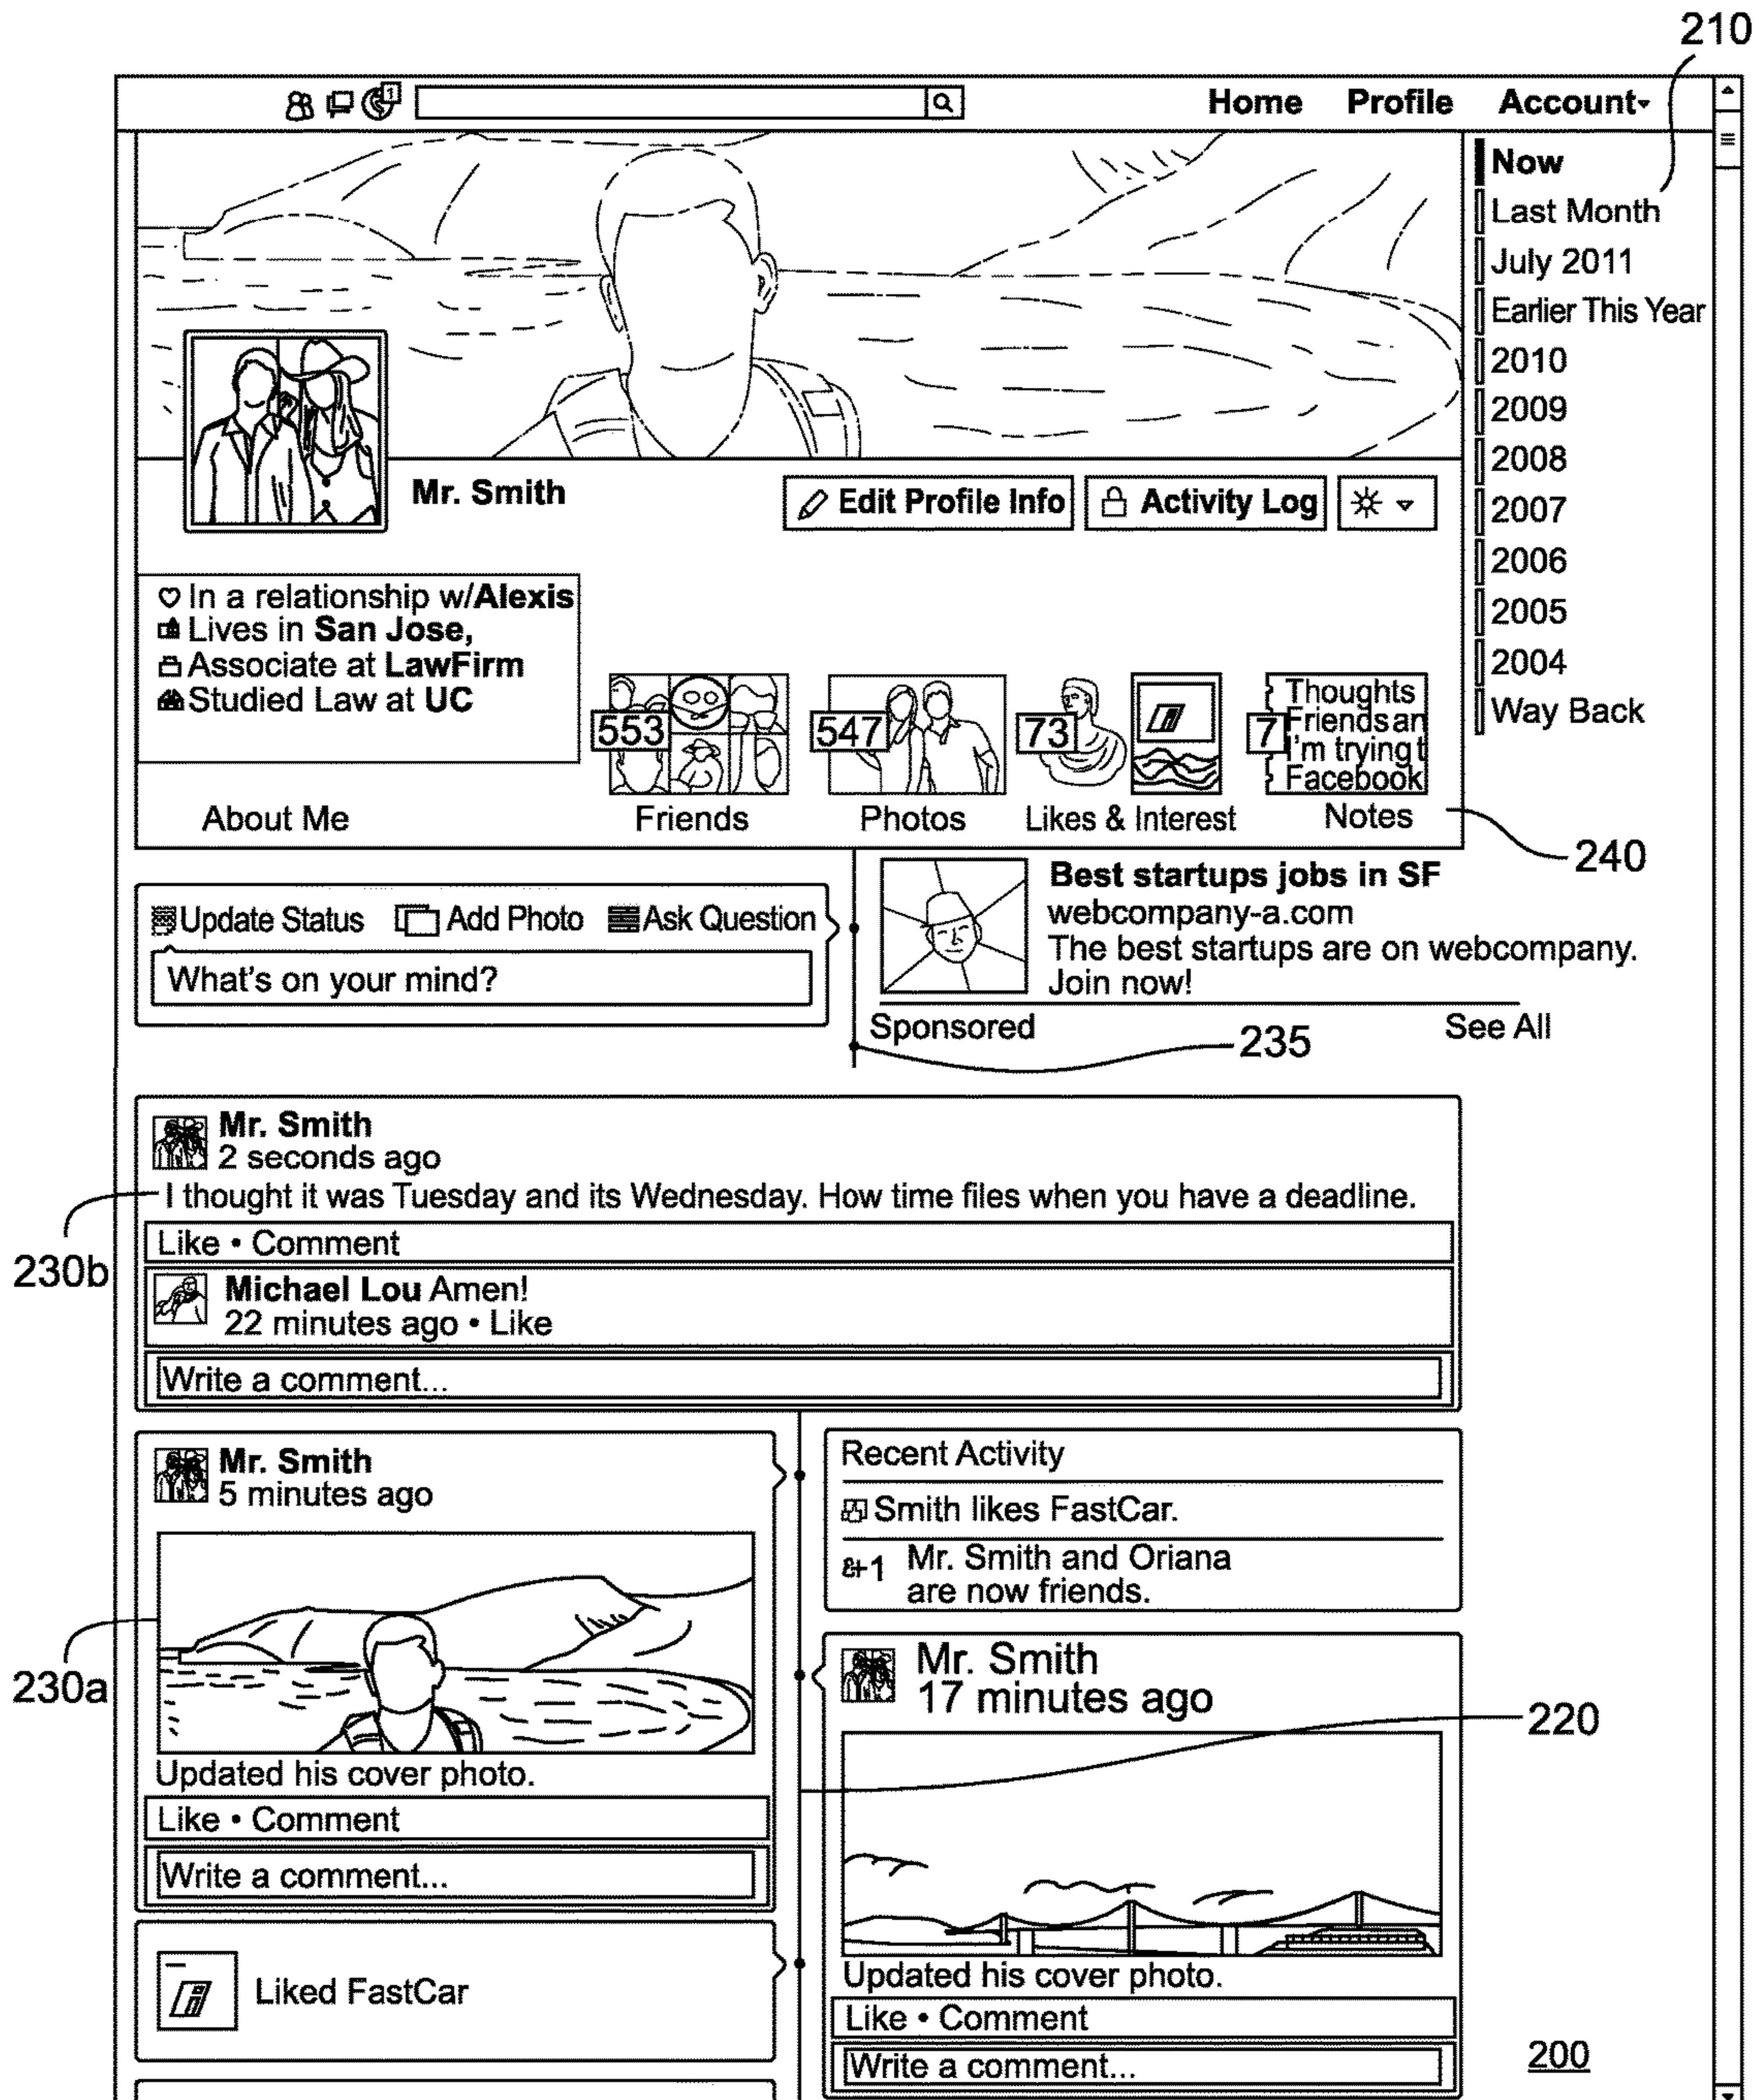 210
1
Home Profile Account
Now
Last Month
July 2011
Earlier This Year
2010
2009
2008
2007
2006
2005
2004
Way Back
Mr. Smith
Edit Profile Info
Activity Log
In a relationship w/Alexis
Lives in San Jose,
Associate at LawFirm
Studied Law at UC
About Me
553
Friends
547
Photos
73
Likes & Interest
7
Thoughts
Friends an
I'm trying t
Facebook
Notes
240
Update Status Add Photo Ask Question
What's on your mind?
Best startups jobs in SF
webcompany-a.com
The best startups are on webcompany.
Join now!
Sponsored See All
235
Mr. Smith
2 seconds ago
I thought it was Tuesday and its Wednesday. How time files when you have a deadline.
230b
Like • Comment
Michael Lou Amen!
22 minutes ago • Like
Write a comment...
Mr. Smith
5 minutes ago
230a
Updated his cover photo.
Like • Comment
Write a comment...
Liked FastCar
Recent Activity
Smith likes FastCar.
&+1 Mr. Smith and Oriana
are now friends.
Mr. Smith
17 minutes ago
220
Updated his cover photo.
Like • Comment
Write a comment...
200